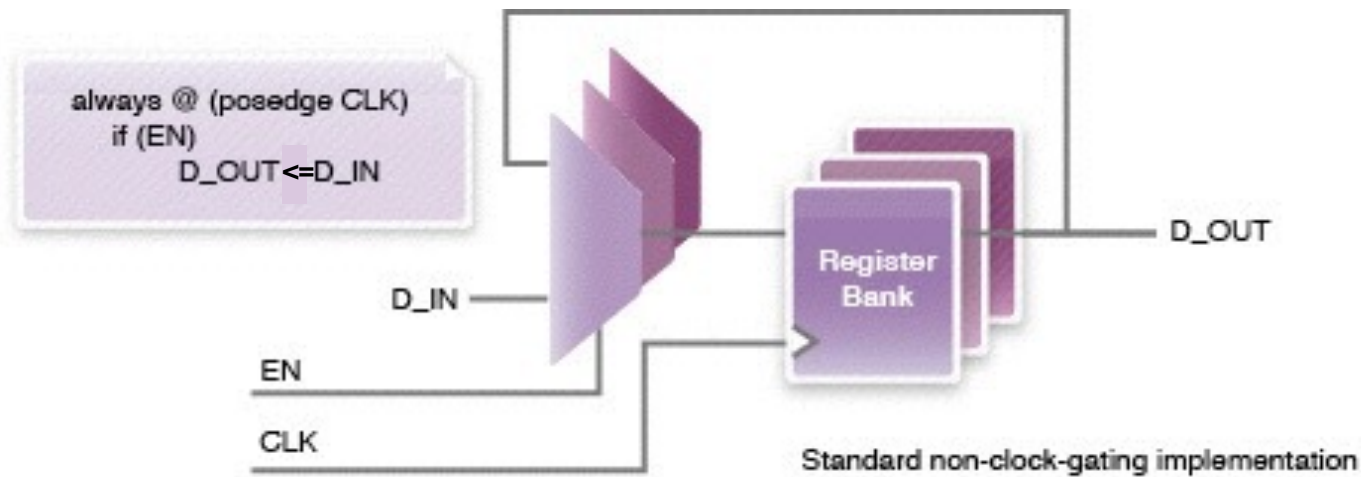 always @ (posedge CLK)
if (EN)
D_OUT<=D_IN
D_OUT
Register
Bank
D_IN
EN
CLK
Standard non-clock-gating implementation